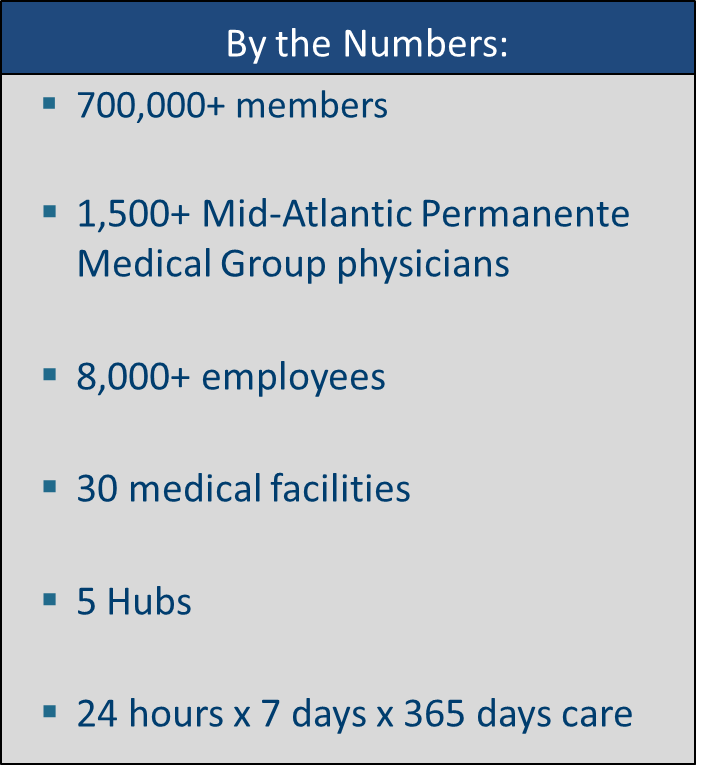 By the Numbers:
▪ 700,000+ members
▪ 1,500+ Mid-Atlantic Permanente
Medical Group physicians
▪ 8,000+ employees
▪ 30 medical facilities
▪ 5 Hubs
▪ 24 hours x 7 days x 365 days care